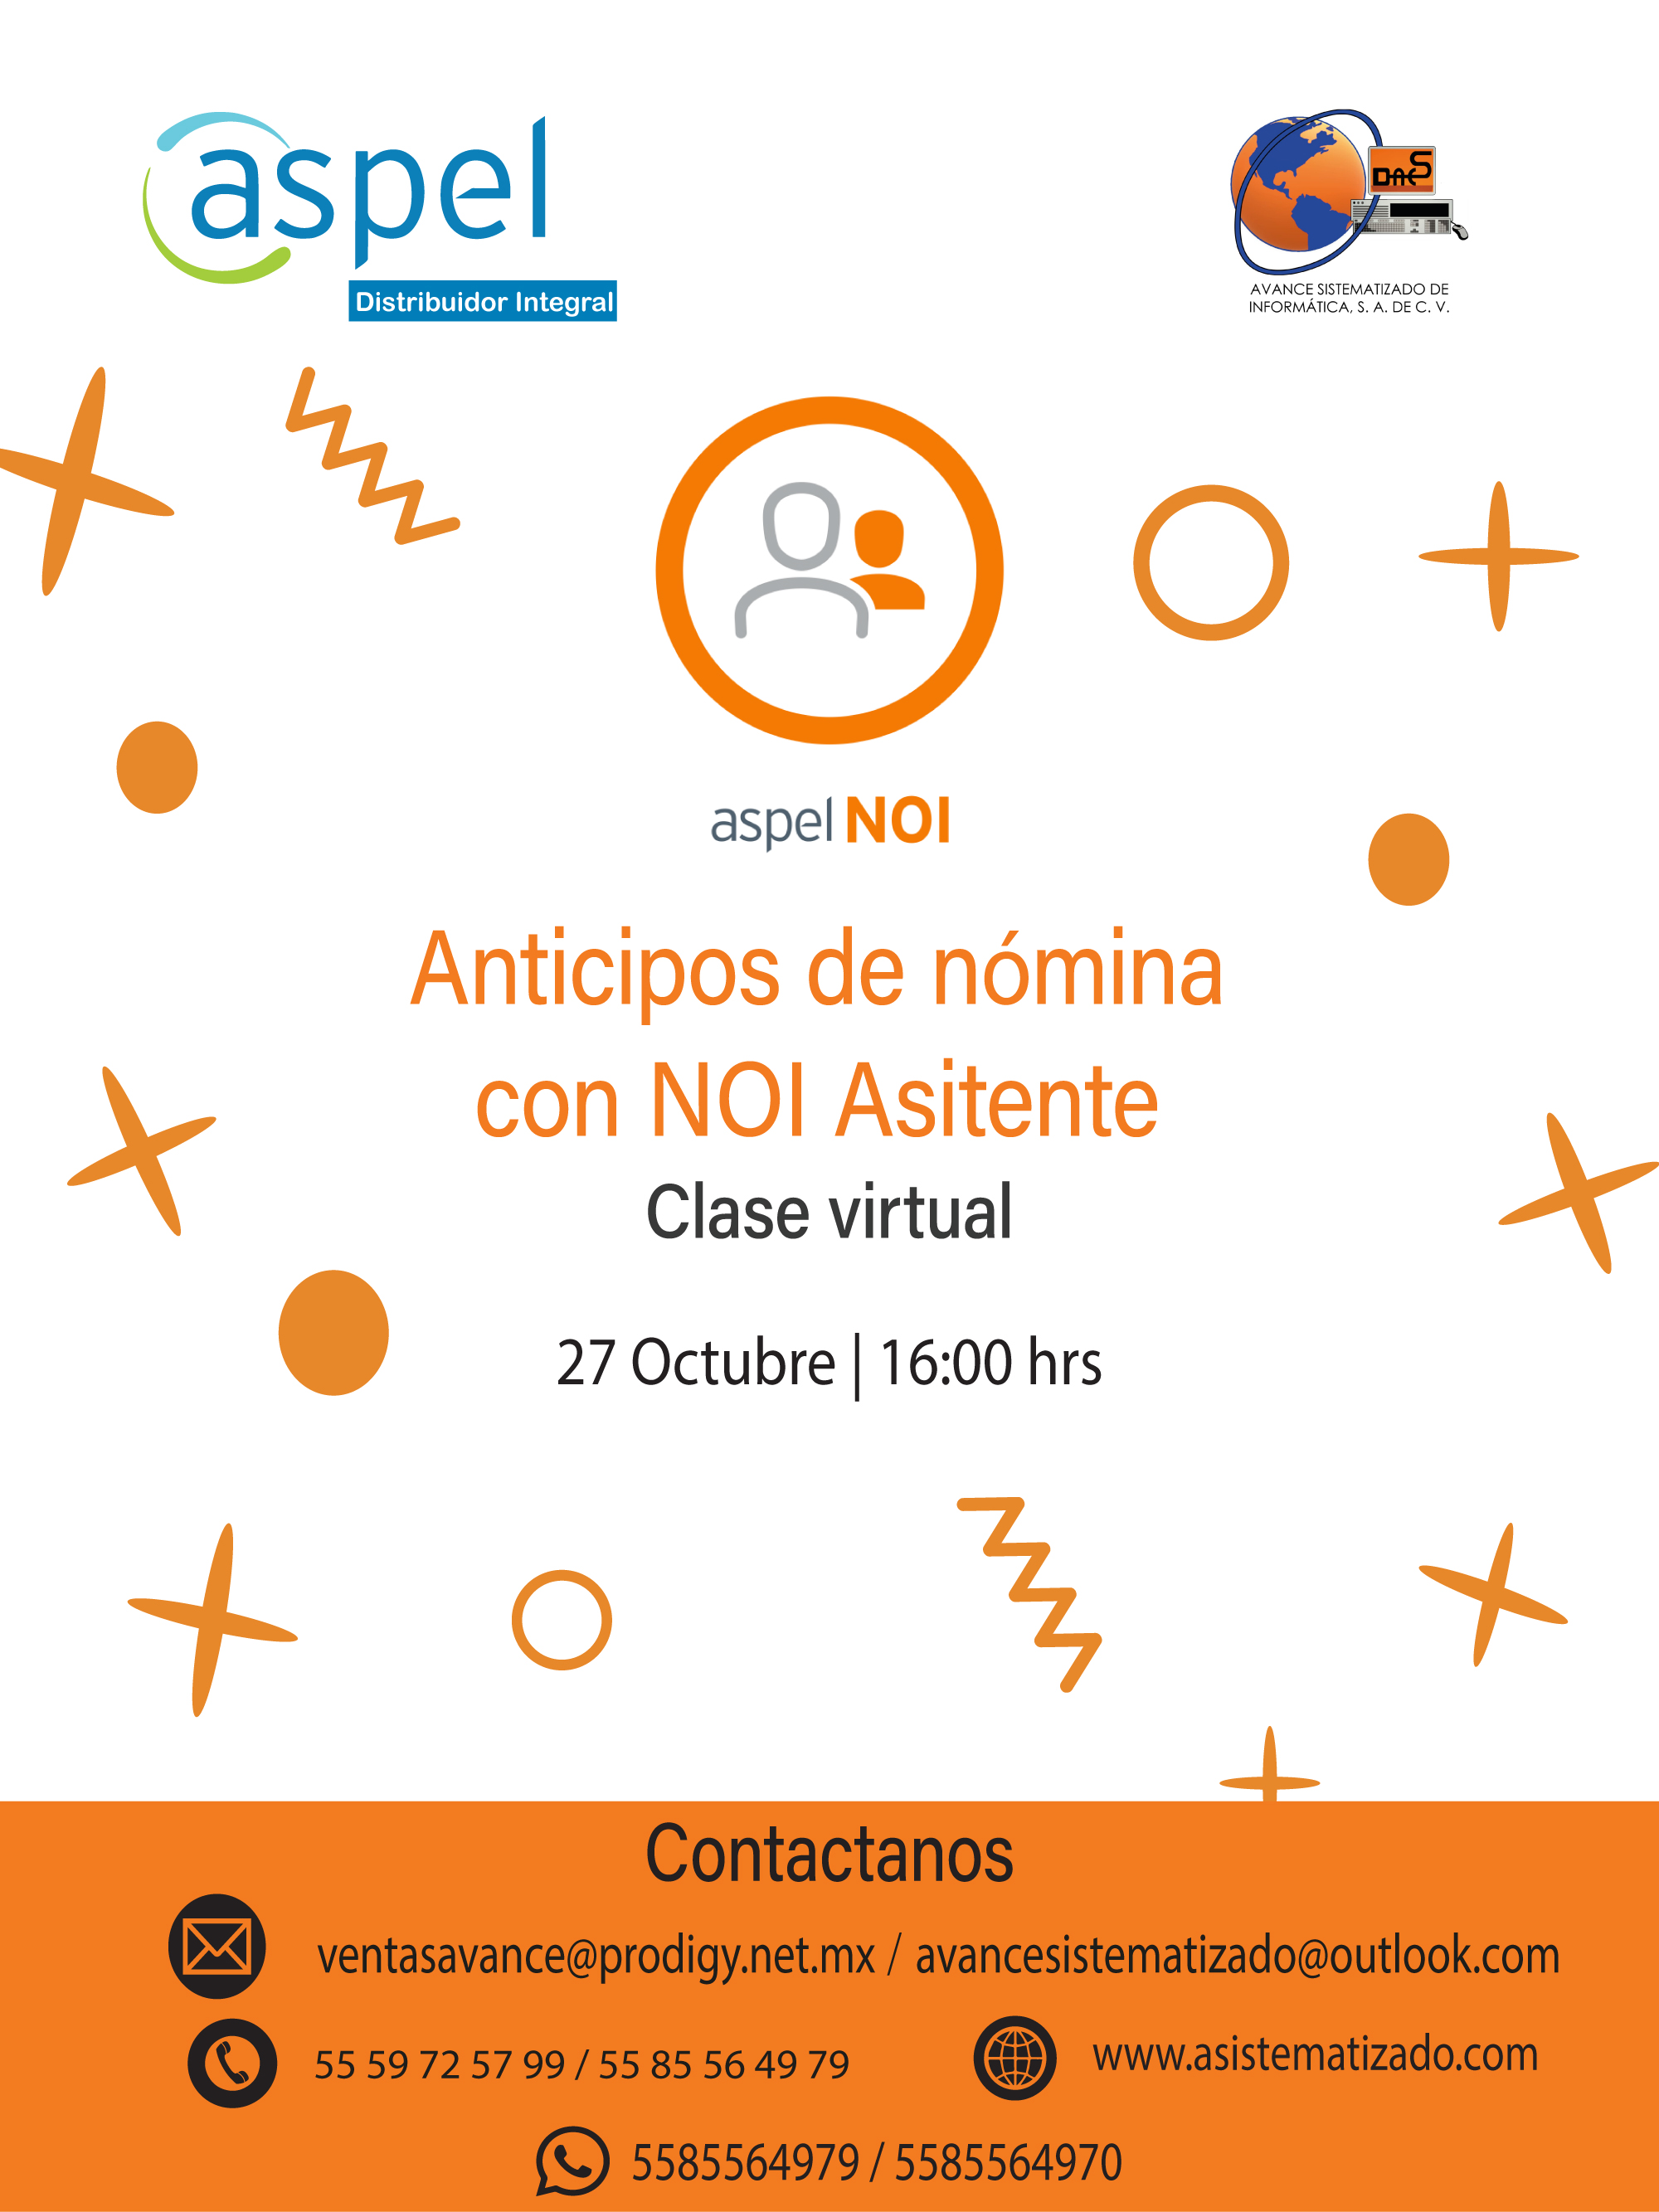 aspel
Distribuidor Integral
DAES
AVANCE SISTEMATIZADO DE
INFORMÁTICA, S. A. DE C. V.
aspel NOI
Anticipos de nómina
con NOI Asitente
Clase virtual
27 Octubre | 16:00 hrs
Contactanos
ventasavance@prodigy.net.mx / avancesistematizado@outlook.com
55 59 72 57 99 / 55 85 56 49 79
www.asistematizado.com
5585564979 / 5585564970